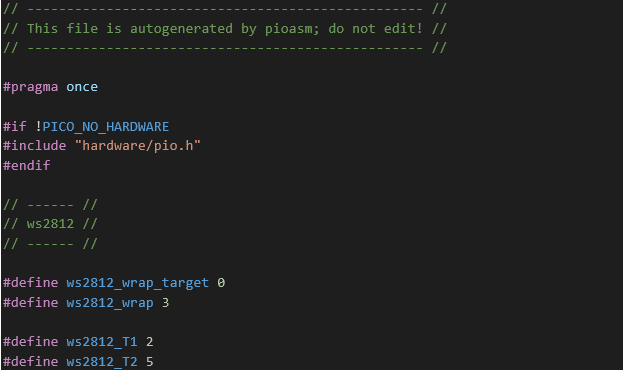 // -------------------------------------------------- //
// This file is autogenerated by pioasm; do not edit! //
// -------------------------------------------------- //
#pragma once
#if !PICO_NO_HARDWARE
#include "hardware/pio.h"
#endif
// ------ //
// ws2812 //
// ------ //
#define ws2812_wrap_target 0
#define ws2812_wrap 3
#define ws2812_T1 2
#define ws2812_T2 5